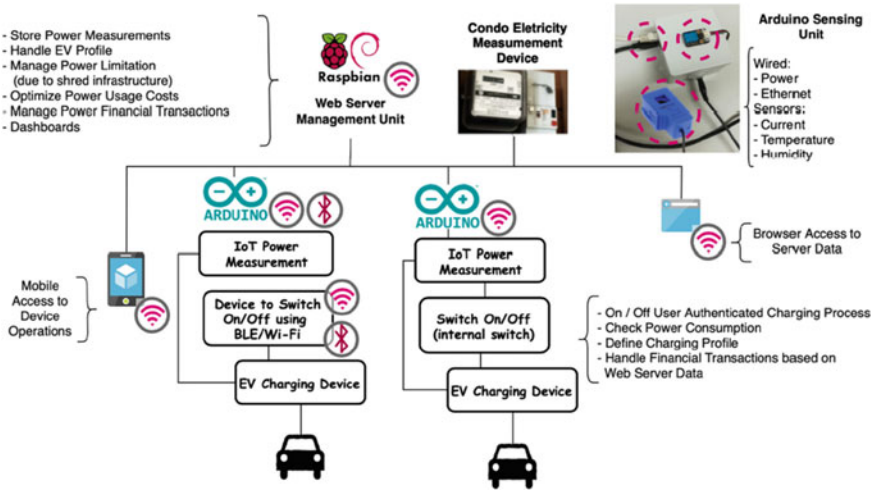 - Store Power Measurements
- Handle EV Profile
- Manage Power Limitation
(due to shred infrastructure)
- Optimize Power Usage Costs
- Manage Power Financial Transactions
- Dashboards
Raspbian
Web Server
Management Unit
Condo Eletricity
Measumement
Device
Arduino Sensing
Unit
Wired:
- Power
- Ethernet
Sensors:
- Current
- Temperature
- Humidity
ARDUINO
IoT Power
Measurement
Device to Switch
On/Off using
BLE/Wi-Fi
EV Charging Device
ARDUINO
IoT Power
Measurement
Switch On/Off
(internal switch)
EV Charging Device
Mobile
Access to
Device
Operations
Browser Access to
Server Data
- On / Off User Authenticated Charging Process
- Check Power Consumption
- Define Charging Profile
- Handle Financial Transactions based on
Web Server Data